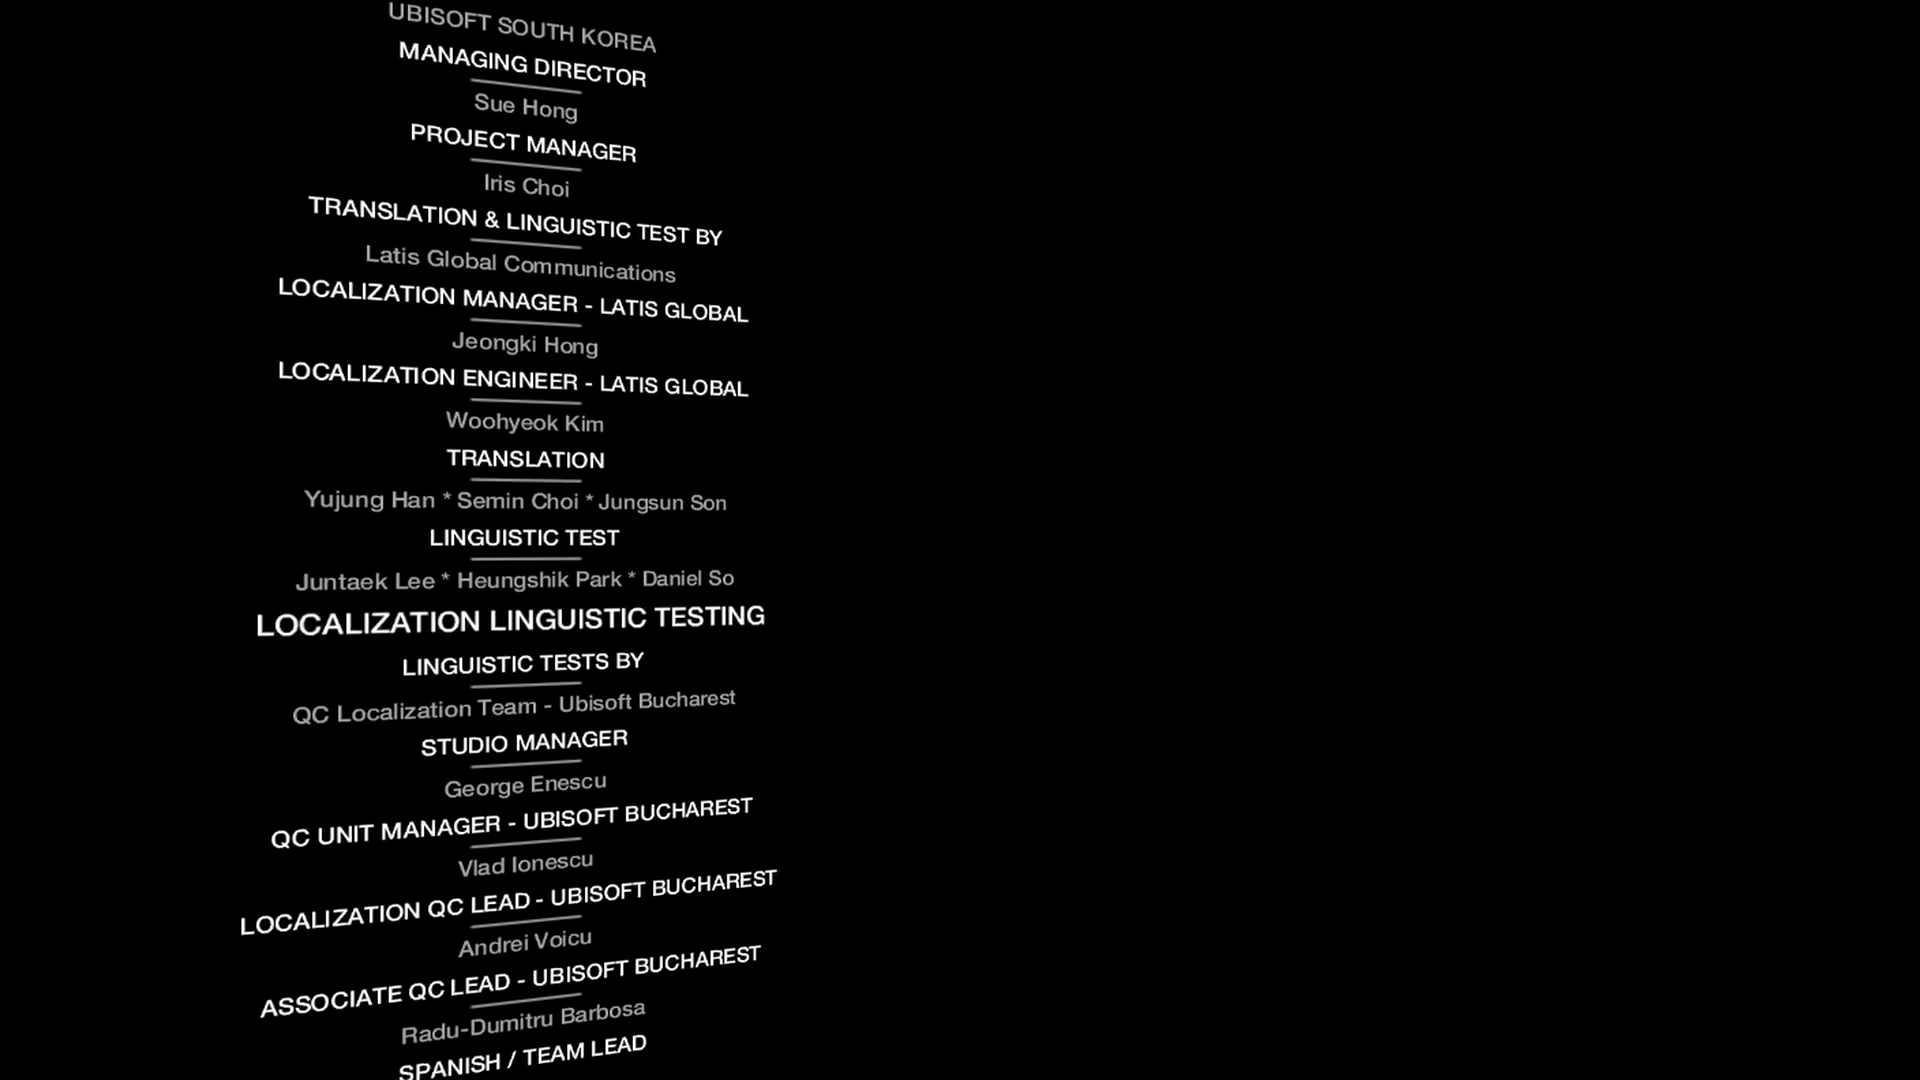 UBISOFT SOUTH KOREA
MANAGING DIRECTOR
Sue Hong
PROJECT MANAGER
Iris Choi
TRANSLATION & LINGUISTIC TEST BY
Latis Global Communications
LOCALIZATION MANAGER - LATIS GLOBAL
Jeongki Hong
LOCALIZATION ENGINEER - LATIS GLOBAL
Woohyeok Kim
TRANSLATION
Yujung Han * Semin Choi * Jungsun Son
LINGUISTIC TEST
Juntaek Lee * Heungshik Park * Daniel So
LOCALIZATION LINGUISTIC TESTING
LINGUISTIC TESTS BY
QC Localization Team - Ubisoft Bucharest
STUDIO MANAGER
George Enescu
QC UNIT MANAGER - UBISOFT BUCHAREST
Vlad Ionescu
LOCALIZATION QC LEAD - UBISOFT BUCHAREST
Andrei Voicu
ASSOCIATE QC LEAD - UBISOFT BUCHAREST
Radu-Dumitru Barbosa
SPANISH / TEAM LEAD